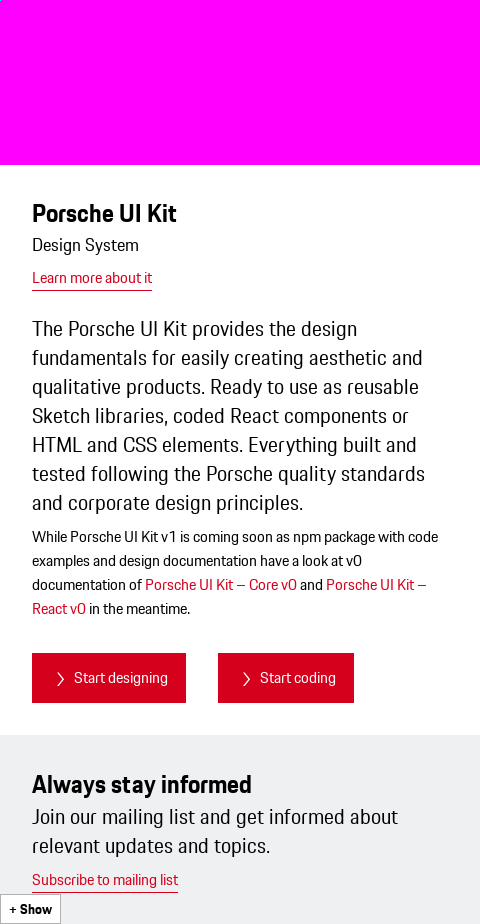 Porsche UI Kit
Design System
Learn more about it
The Porsche UI Kit provides the design
fundamentals for easily creating aesthetic and
qualitative products. Ready to use as reusable
Sketch libraries, coded React components or
HTML and CSS elements. Everything built and
tested following the Porsche quality standards
and corporate design principles.
While Porsche UI Kit v1 is coming soon as npm package with code
examples and design documentation have a look at v0
documentation of Porsche UI Kit – Core v0 and Porsche UI Kit –
React v0 in the meantime.
Start designing
Start coding
Always stay informed
Join our mailing list and get informed about
relevant updates and topics.
Subscribe to mailing list
+ Show